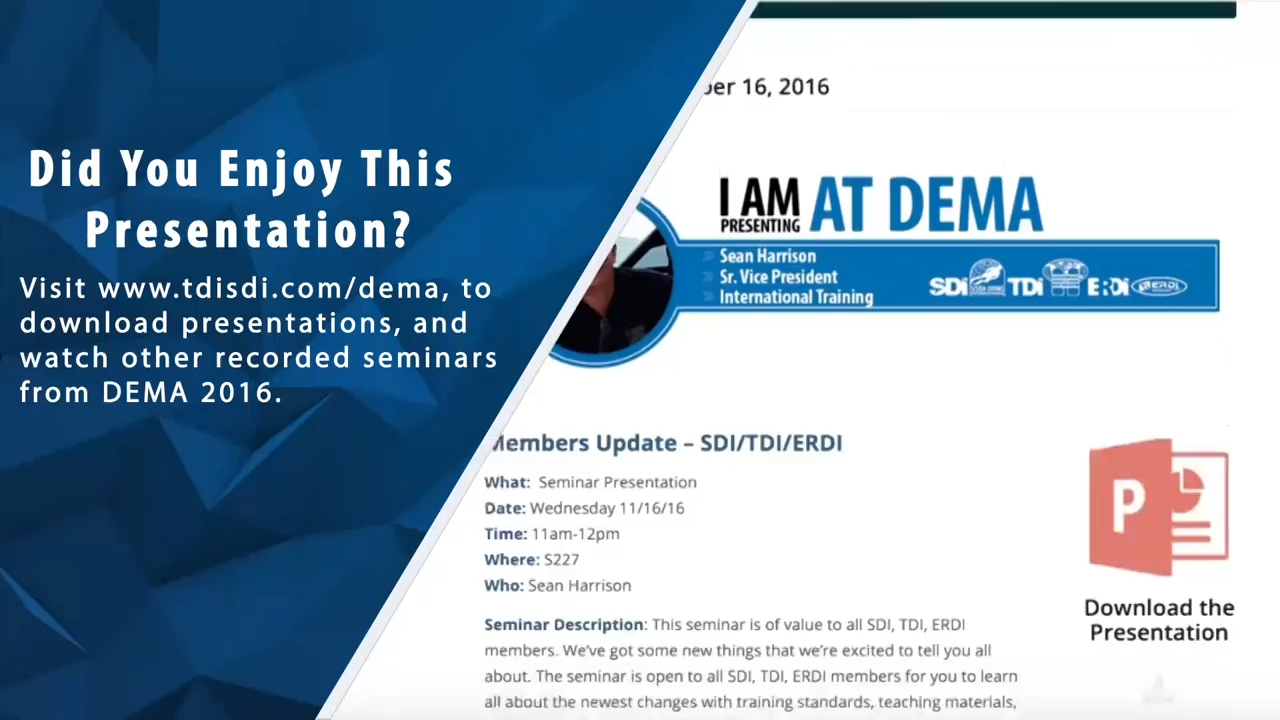 Did You Enjoy This
Presentation?
Visit www.tdisdi.com/dema, to
download presentations, and
watch other recorded seminars
from DEMA 2016.
ber 16, 2016
I AM
PRESENTING
AT DEMA
Sean Harrison
Sr. Vice President
International Training
SDI TDI ERDI ERDI
Members Update – SDI/TDI/ERDI
What: Seminar Presentation
Date: Wednesday 11/16/16
Time: 11am-12pm
Where: S227
Who: Sean Harrison
Seminar Description: This seminar is of value to all SDI, TDI, ERDI
members. We've got some new things that we're excited to tell you all
about. The seminar is open to all SDI, TDI, ERDI members for you to learn
all about the newest changes with training standards, teaching materials,
P
Download the
Presentation